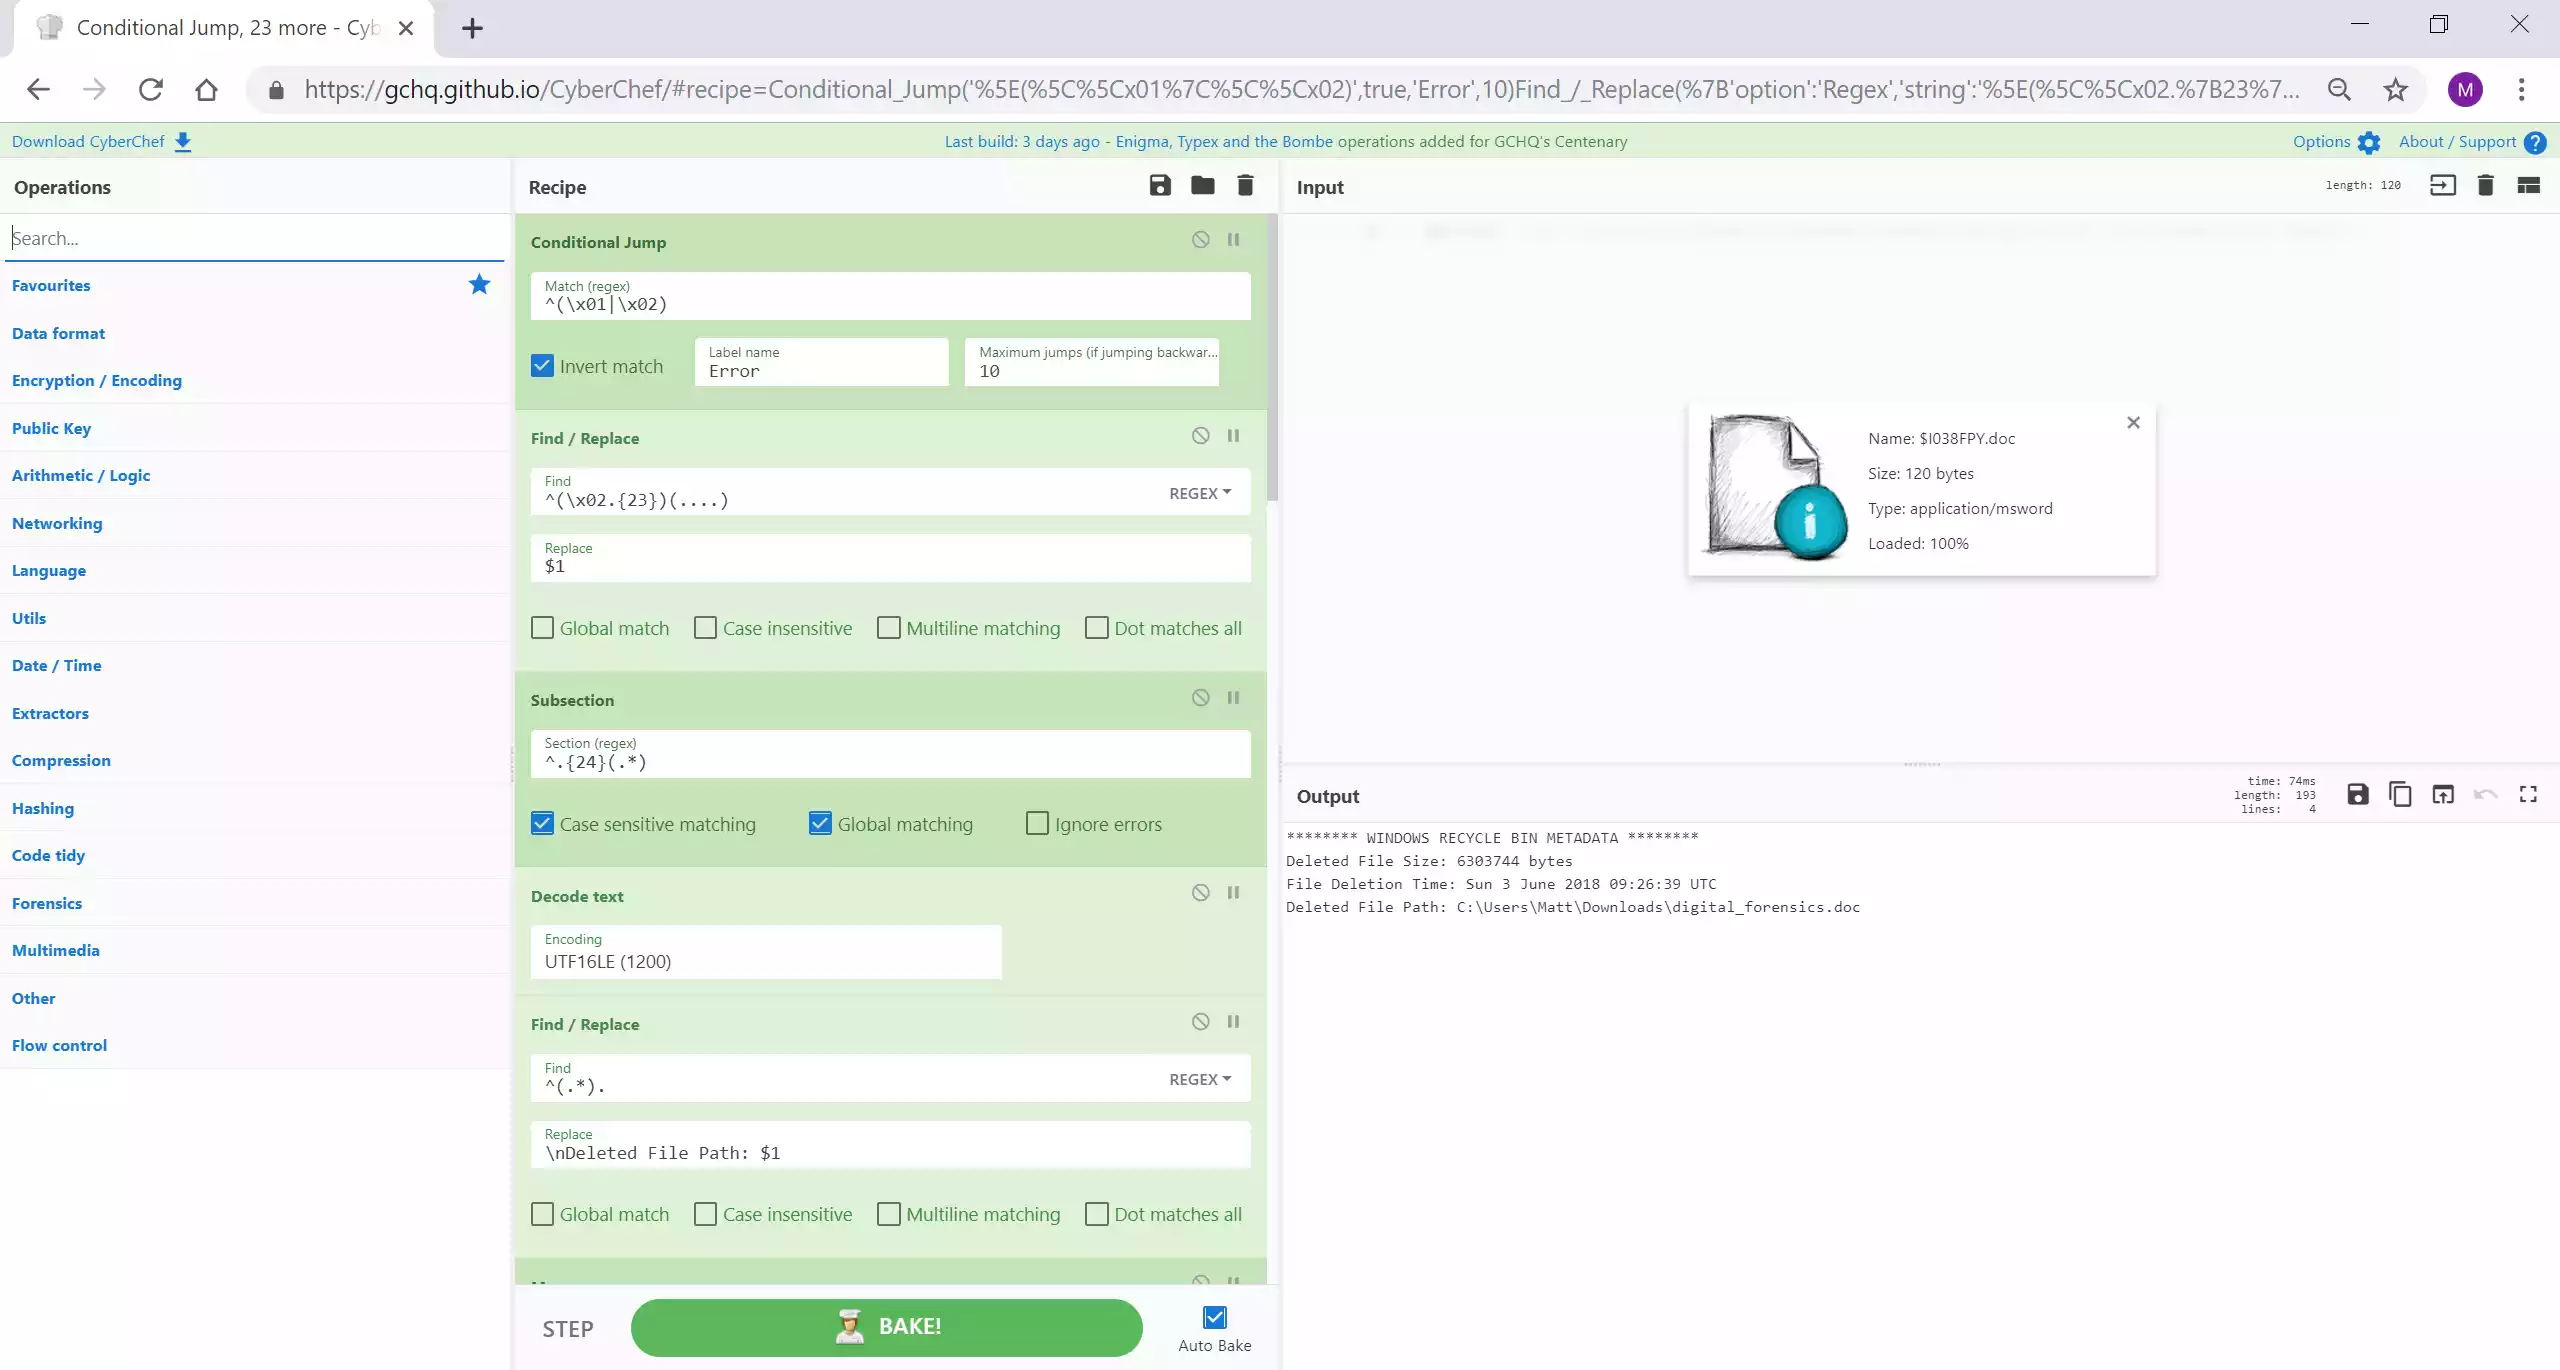 Conditional Jump, 23 more - Cyb
https://gchq.github.io/CyberChef/#recipe=Conditional_Jump('%5E(%5C%5Cx01%7C%5C%5Cx02)',true,'Error',10)Find_/_Replace(%7B'option':'Regex','string':'%5E(%5C%5Cx02.%7B23%7...
M
Download CyberChef
Last build: 3 days ago - Enigma, Typex and the Bombe operations added for GCHQ's Centenary
Options
About / Support
Operations
Search...
Favourites
Data format
Encryption / Encoding
Public Key
Arithmetic / Logic
Networking
Language
Utils
Date / Time
Extractors
Compression
Hashing
Code tidy
Forensics
Multimedia
Other
Flow control
Recipe
Conditional Jump
Match (regex)
^(\x01|\x02)
Invert match
Label name
Error
Maximum jumps (if jumping backwar...
10
Find / Replace
Find
^(\x02.{23})(....)
REGEX
Replace
$1
Global match
Case insensitive
Multiline matching
Dot matches all
Subsection
Section (regex)
^.{24}(.*)
Case sensitive matching
Global matching
Ignore errors
Decode text
Encoding
UTF16LE (1200)
Find / Replace
Find
^(.*).
REGEX
Replace
\nDeleted File Path: $1
Global match
Case insensitive
Multiline matching
Dot matches all
STEP
BAKE!
Auto Bake
Input
length: 120
Name: $I038FPY.doc
Size: 120 bytes
Type: application/msword
Loaded: 100%
Output
time: 74ms
length: 193
lines: 4
******** WINDOWS RECYCLE BIN METADATA ********
Deleted File Size: 6303744 bytes
File Deletion Time: Sun 3 June 2018 09:26:39 UTC
Deleted File Path: C:\Users\Matt\Downloads\digital_forensics.doc